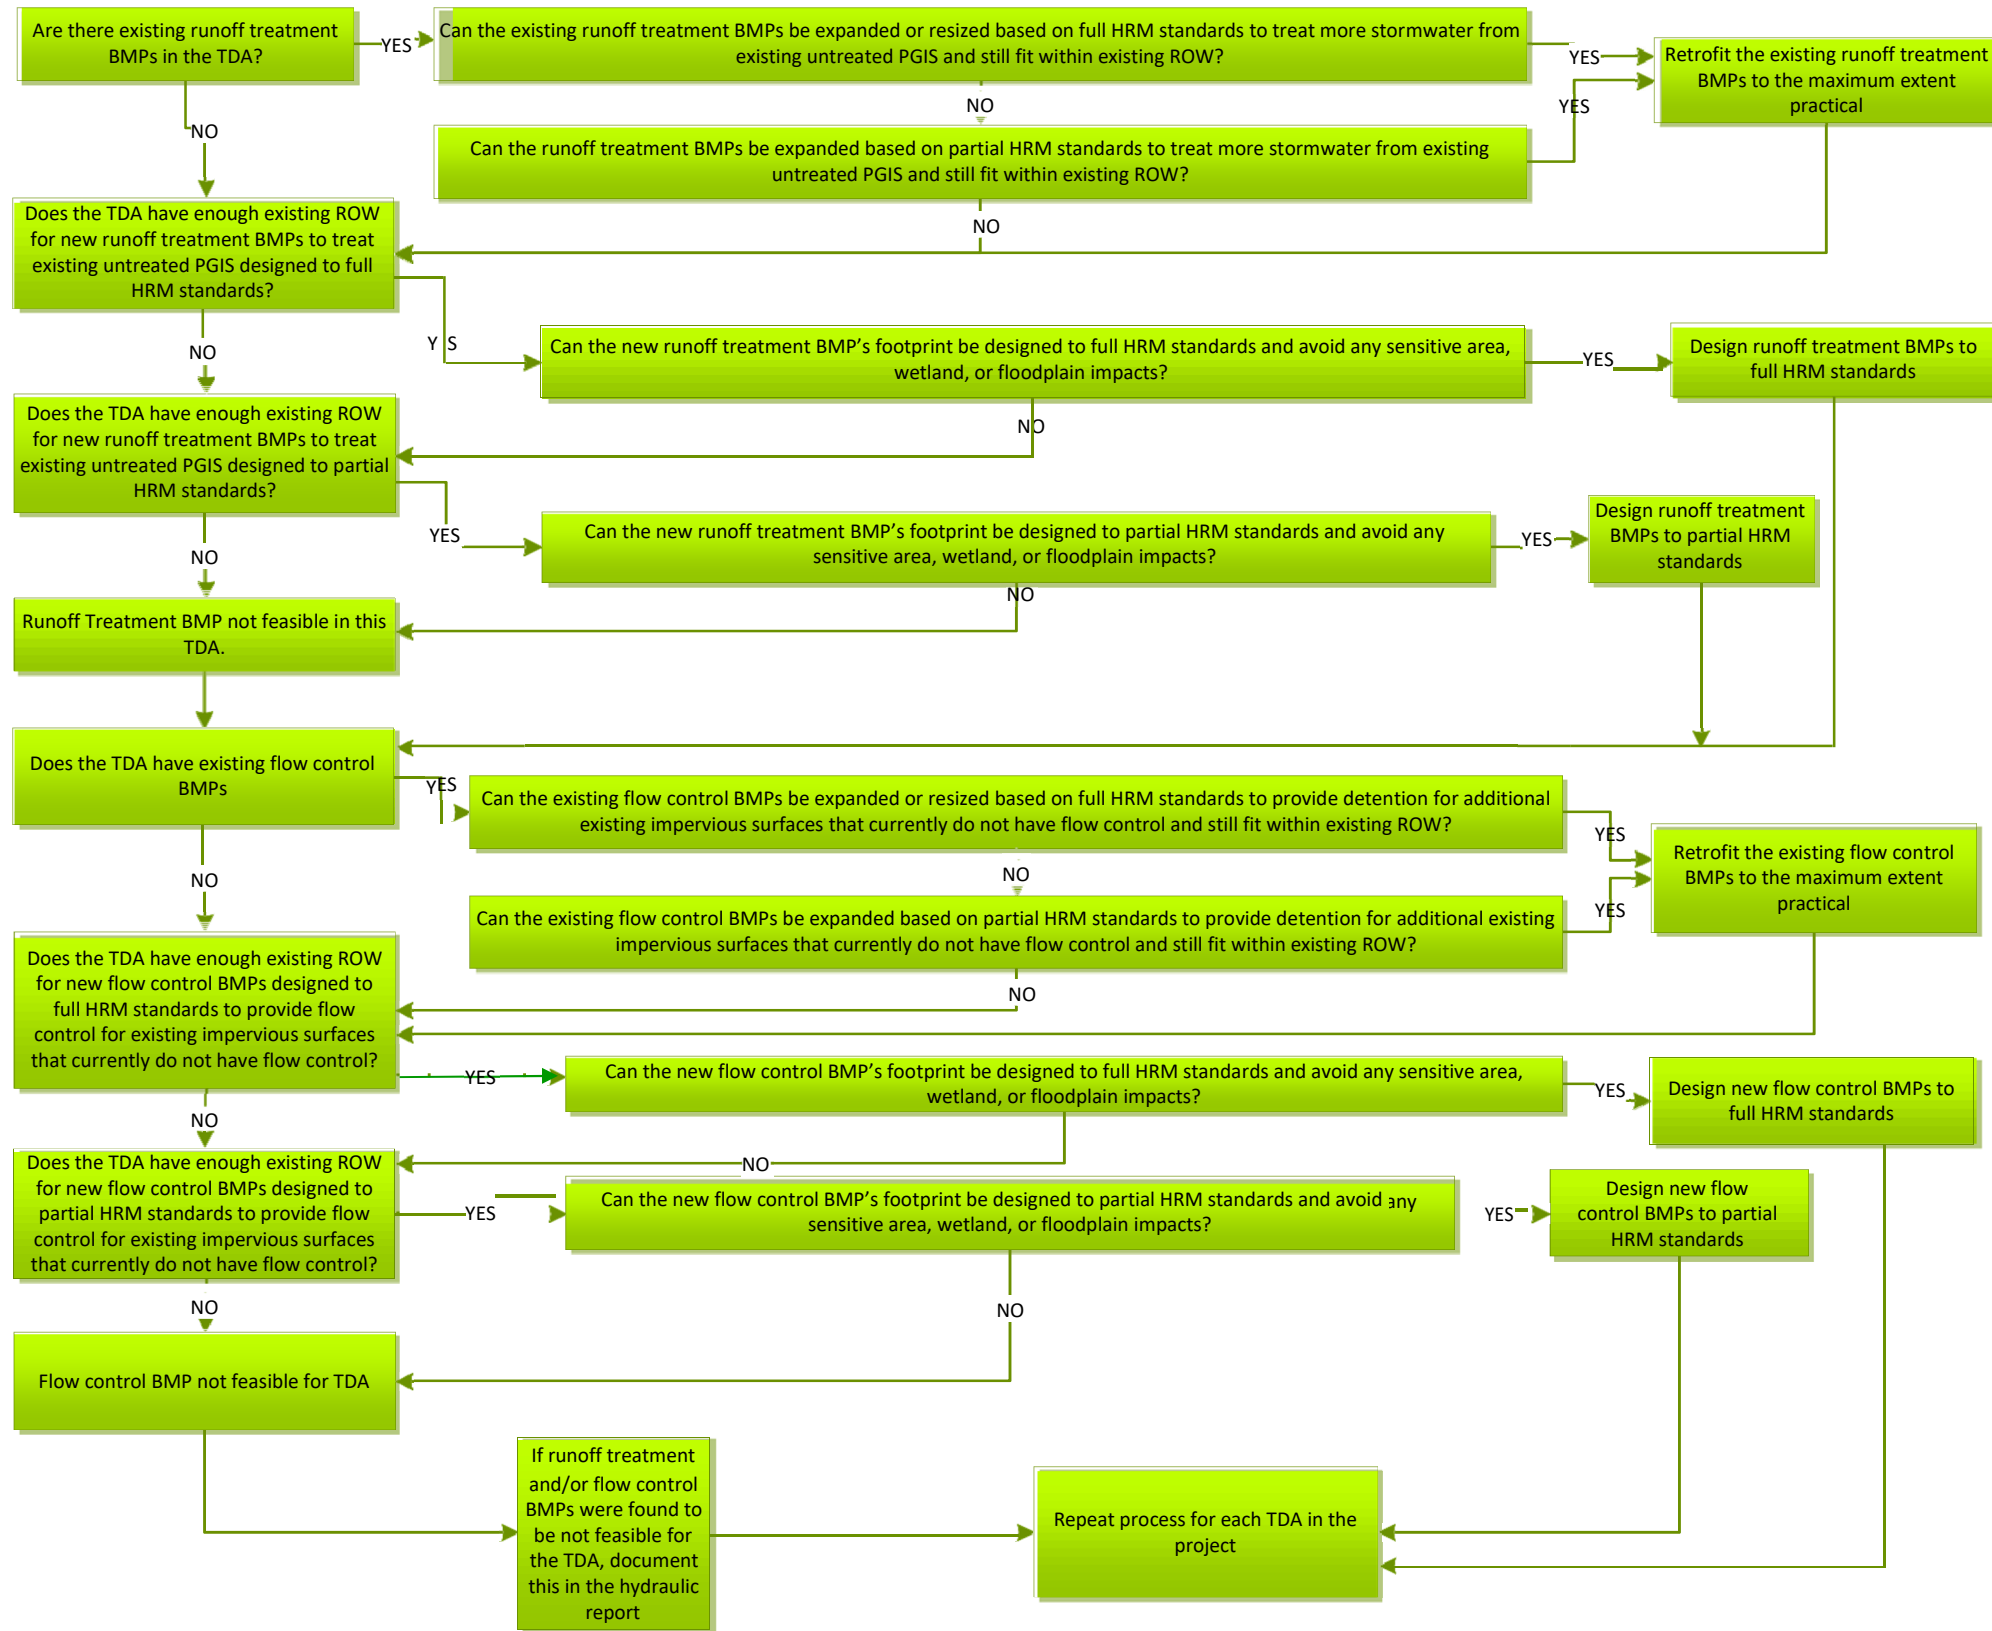 Are there existing runoff treatment
BMPs in the TDA?
YES
Can the existing runoff treatment BMPs be expanded or resized based on full HRM standards to treat more stormwater from
existing untreated PGIS and still fit within existing ROW?
YES
Retrofit the existing runoff treatment
BMPs to the maximum extent
practical
NO
YES
NO
Can the runoff treatment BMPs be expanded based on partial HRM standards to treat more stormwater from existing
untreated PGIS and still fit within existing ROW?
NO
Does the TDA have enough existing ROW
for new runoff treatment BMPs to treat
existing untreated PGIS designed to full
HRM standards?
Y S
NO
Can the new runoff treatment BMP’s footprint be designed to full HRM standards and avoid any sensitive area,
wetland, or floodplain impacts?
YES
Design runoff treatment BMPs to
full HRM standards
NO
Does the TDA have enough existing ROW
for new runoff treatment BMPs to treat
existing untreated PGIS designed to partial
HRM standards?
YES
NO
Can the new runoff treatment BMP’s footprint be designed to partial HRM standards and avoid any
sensitive area, wetland, or floodplain impacts?
YES
Design runoff treatment
BMPs to partial HRM
standards
NO
Runoff Treatment BMP not feasible in this
TDA.
Does the TDA have existing flow control
BMPs
YES
Can the existing flow control BMPs be expanded or resized based on full HRM standards to provide detention for additional
existing impervious surfaces that currently do not have flow control and still fit within existing ROW?
YES
Retrofit the existing flow control
BMPs to the maximum extent
practical
NO
NO
YES
Can the existing flow control BMPs be expanded based on partial HRM standards to provide detention for additional existing
impervious surfaces that currently do not have flow control and still fit within existing ROW?
NO
Does the TDA have enough existing ROW
for new flow control BMPs designed to
full HRM standards to provide flow
control for existing impervious surfaces
that currently do not have flow control?
YES
Can the new flow control BMP’s footprint be designed to full HRM standards and avoid any sensitive area,
wetland, or floodplain impacts?
YES
Design new flow control BMPs to
full HRM standards
NO
NO
Does the TDA have enough existing ROW
for new flow control BMPs designed to
partial HRM standards to provide flow
control for existing impervious surfaces
that currently do not have flow control?
YES
Can the new flow control BMP’s footprint be designed to partial HRM standards and avoid any
sensitive area, wetland, or floodplain impacts?
YES
Design new flow
control BMPs to partial
HRM standards
NO
NO
Flow control BMP not feasible for TDA
If runoff treatment
and/or flow control
BMPs were found to
be not feasible for
the TDA, document
this in the hydraulic
report
Repeat process for each TDA in the
project